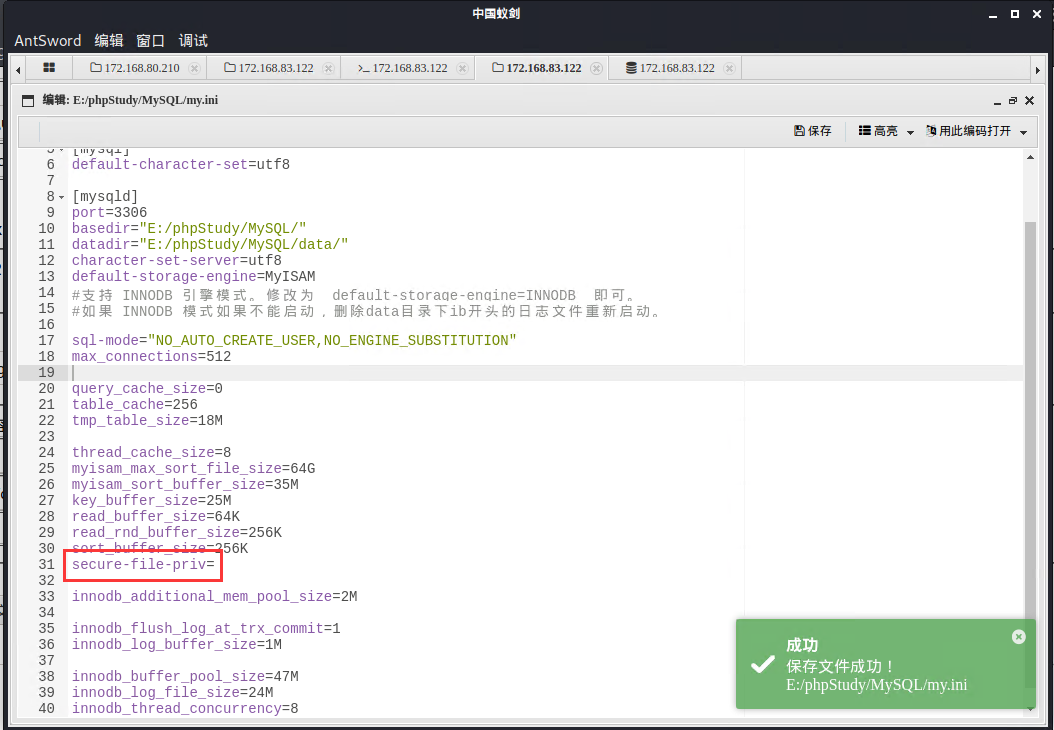 中国蚁剑
AntSword 编辑 窗口 调试
172.168.80.210 172.168.83.122 >_ 172.168.83.122 172.168.83.122 172.168.83.122
编辑: E:/phpStudy/MySQL/my.ini
保存 高亮 用此编码打开
5 [mysql]
6 default-character-set=utf8
7
8 [mysqld]
9 port=3306
10 basedir="E:/phpStudy/MySQL/"
11 datadir="E:/phpStudy/MySQL/data/"
12 character-set-server=utf8
13 default-storage-engine=MyISAM
14 #支持 INNODB 引擎模式。修改为 default-storage-engine=INNODB 即可。
15 #如果 INNODB 模式如果不能启动，删除data目录下ib开头的日志文件重新启动。
16
17 sql-mode="NO_AUTO_CREATE_USER,NO_ENGINE_SUBSTITUTION"
18 max_connections=512
19
20 query_cache_size=0
21 table_cache=256
22 tmp_table_size=18M
23
24 thread_cache_size=8
25 myisam_max_sort_file_size=64G
26 myisam_sort_buffer_size=35M
27 key_buffer_size=25M
28 read_buffer_size=64K
29 read_rnd_buffer_size=256K
30 sort_buffer_size=256K
31 secure-file-priv=
32
33 innodb_additional_mem_pool_size=2M
34
35 innodb_flush_log_at_trx_commit=1
36 innodb_log_buffer_size=1M
37
38 innodb_buffer_pool_size=47M
39 innodb_log_file_size=24M
40 innodb_thread_concurrency=8
成功
保存文件成功！
E:/phpStudy/MySQL/my.ini